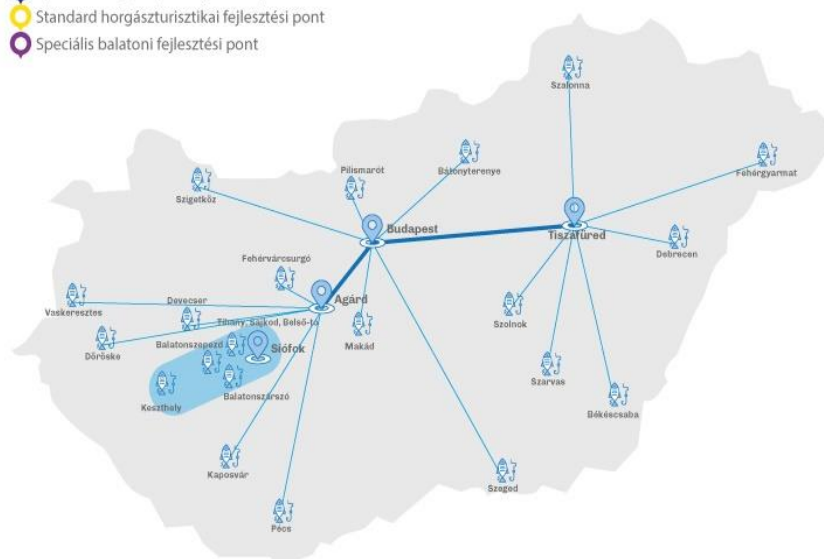 Standard horgászturisztikai fejlesztési pont
Speciális balatoni fejlesztési pont
Szalonna
Pilismarót
Bátonyterenye
Fehérgyarmat
Szigetköz
Budapest
Tiszafüred
Debrecen
Fehérvárcsurgó
Agárd
Vaskeresztes
Devecser
Szolnok
Tihany, Sajkod, Belső-tó
Makád
Döröske
Balatonszepezd
Siófok
Szarvas
Keszthely
Balatonszárszó
Békéscsaba
Kaposvár
Szeged
Pécs